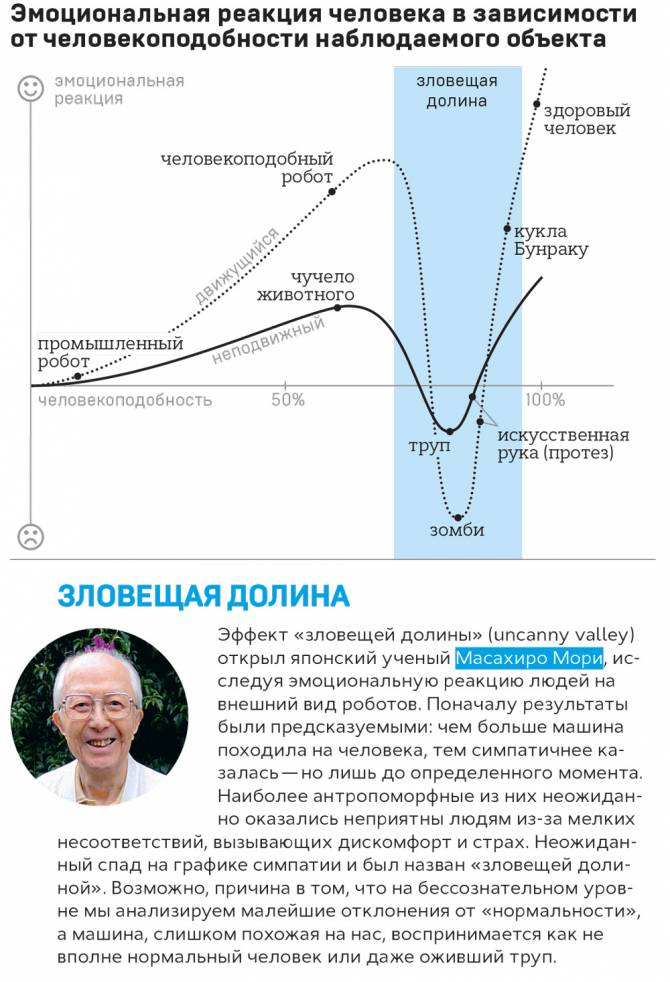 Эмоциональная реакция человека в зависимости
от человекоподобности наблюдаемого объекта
эмоциональная
реакция
зловещая
долина
здоровый
человек
человекоподобный
робот
кукла
Бунраку
движущийся
чучело
животного
неподвижный
промышленный
робот
человекоподобность
50%
100%
труп
искусственная
рука (протез)
зомби
ЗЛОВЕЩАЯ ДОЛИНА
Эффект «зловещей долины» (uncanny valley)
открыл японский ученый Масахиро Мори, ис-
следуя эмоциональную реакцию людей на
внешний вид роботов. Поначалу результаты
были предсказуемыми: чем больше машина
походила на человека, тем симпатичнее ка-
залась — но лишь до определенного момента.
Наиболее антропоморфные из них неожидан-
но оказались неприятны людям из-за мелких
несоответствий, вызывающих дискомфорт и страх. Неождан-
ный спад на графике симпатии и был назван «зловещей доли-
ной». Возможно, причина в том, что на бессознательном уров-
не мы анализируем малейшие отклонения от «нормальности»,
а машина, слишком похожая на нас, воспринимается как не
вполне нормальный человек или даже оживший труп.